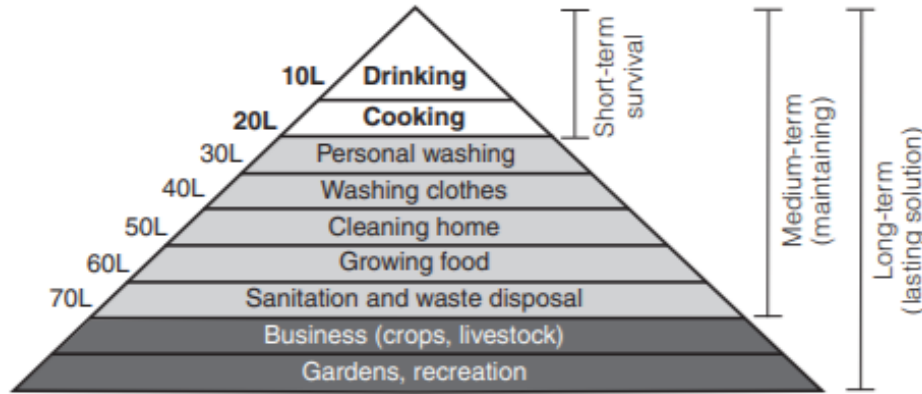 10L Drinking
20L Cooking
30L Personal washing
40L Washing clothes
50L Cleaning home
60L Growing food
70L Sanitation and waste disposal
Business (crops, livestock)
Gardens, recreation
Short-term
survival
Medium-term
(maintaining)
Long-term
(lasting solution)